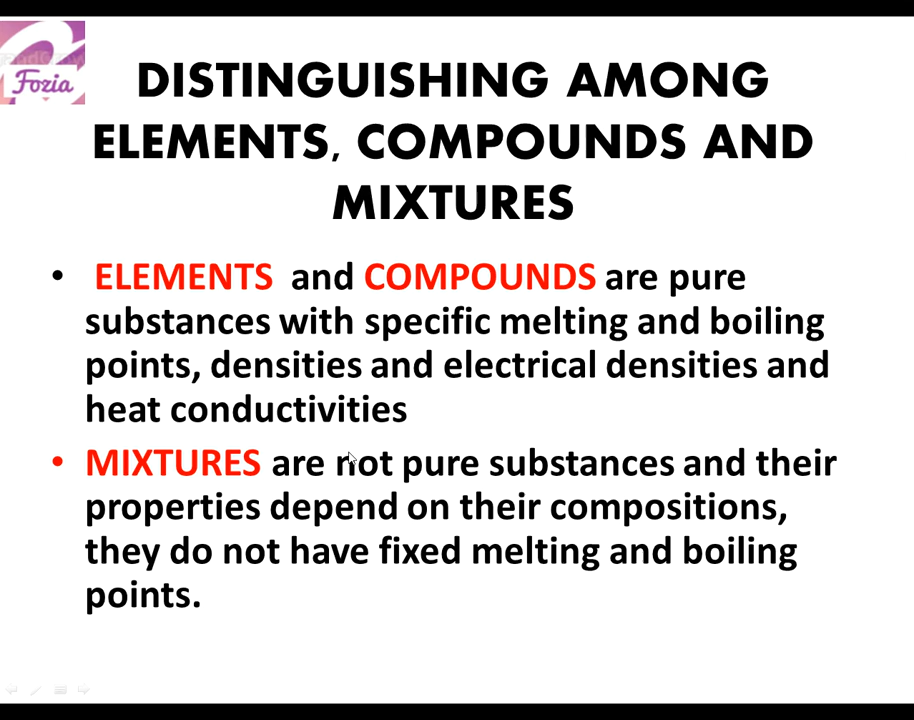 Fozia
DISTINGUISHING AMONG
ELEMENTS, COMPOUNDS AND
MIXTURES
• ELEMENTS and COMPOUNDS are pure
substances with specific melting and boiling
points, densities and electrical densities and
heat conductivities
• MIXTURES are not pure substances and their
properties depend on their compositions,
they do not have fixed melting and boiling
points.